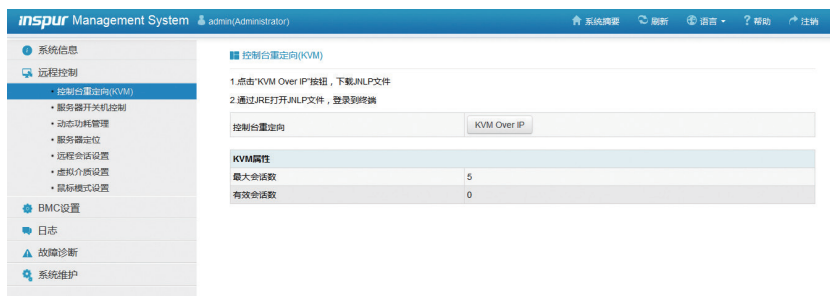 inspur Management System admin(Administrator) 系统摘要 刷新 语言 ? 帮助 注销
系统信息
远程控制
• 控制台重定向(KVM)
• 服务器开关机控制
• 动态功耗管理
• 服务器定位
• 远程会话设置
• 虚拟介质设置
• 鼠标模式设置
BMC设置
日志
故障诊断
系统维护
控制台重定向(KVM)
1.点击"KVM Over IP"按钮，下载JNLP文件
2.通过JRE打开JNLP文件，登录到终端
控制台重定向 KVM Over IP
KVM属性
最大会话数 5
有效会话数 0